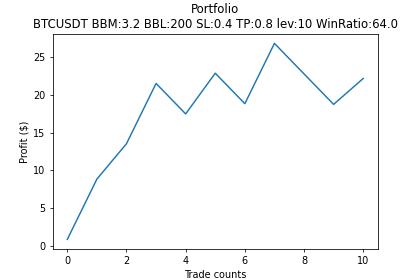 Portfolio
BTCUSDT BBM:3.2 BBL:200 SL:0.4 TP:0.8 lev:10 WinRatio:64.0
25
20
15
10
5
0
Profit ($)
0 2 4 6 8 10
Trade counts